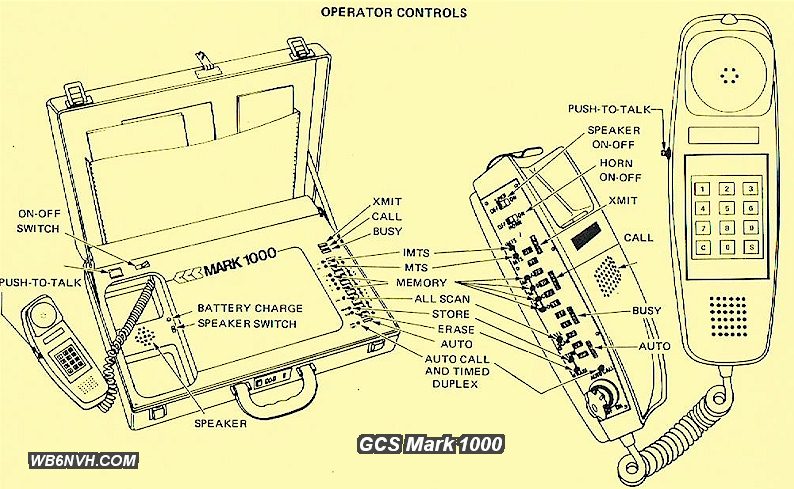 OPERATOR CONTROLS
PUSH-TO-TALK
SPEAKER
ON-OFF
HORN
ON-OFF
XMIT
CALL
BUSY
AUTO
XMIT
CALL
BUSY
ON-OFF
SWITCH
IMTS
MTS
MEMORY
ALL SCAN
STORE
ERASE
AUTO
AUTO CALL
AND TIMED
DUPLEX
MARK 1000
PUSH-TO-TALK
BATTERY CHARGE
SPEAKER SWITCH
SPEAKER
1 2 3
4 5 6
7 8 9
C 0 S
GCS Mark 1000
WB6NVH.COM